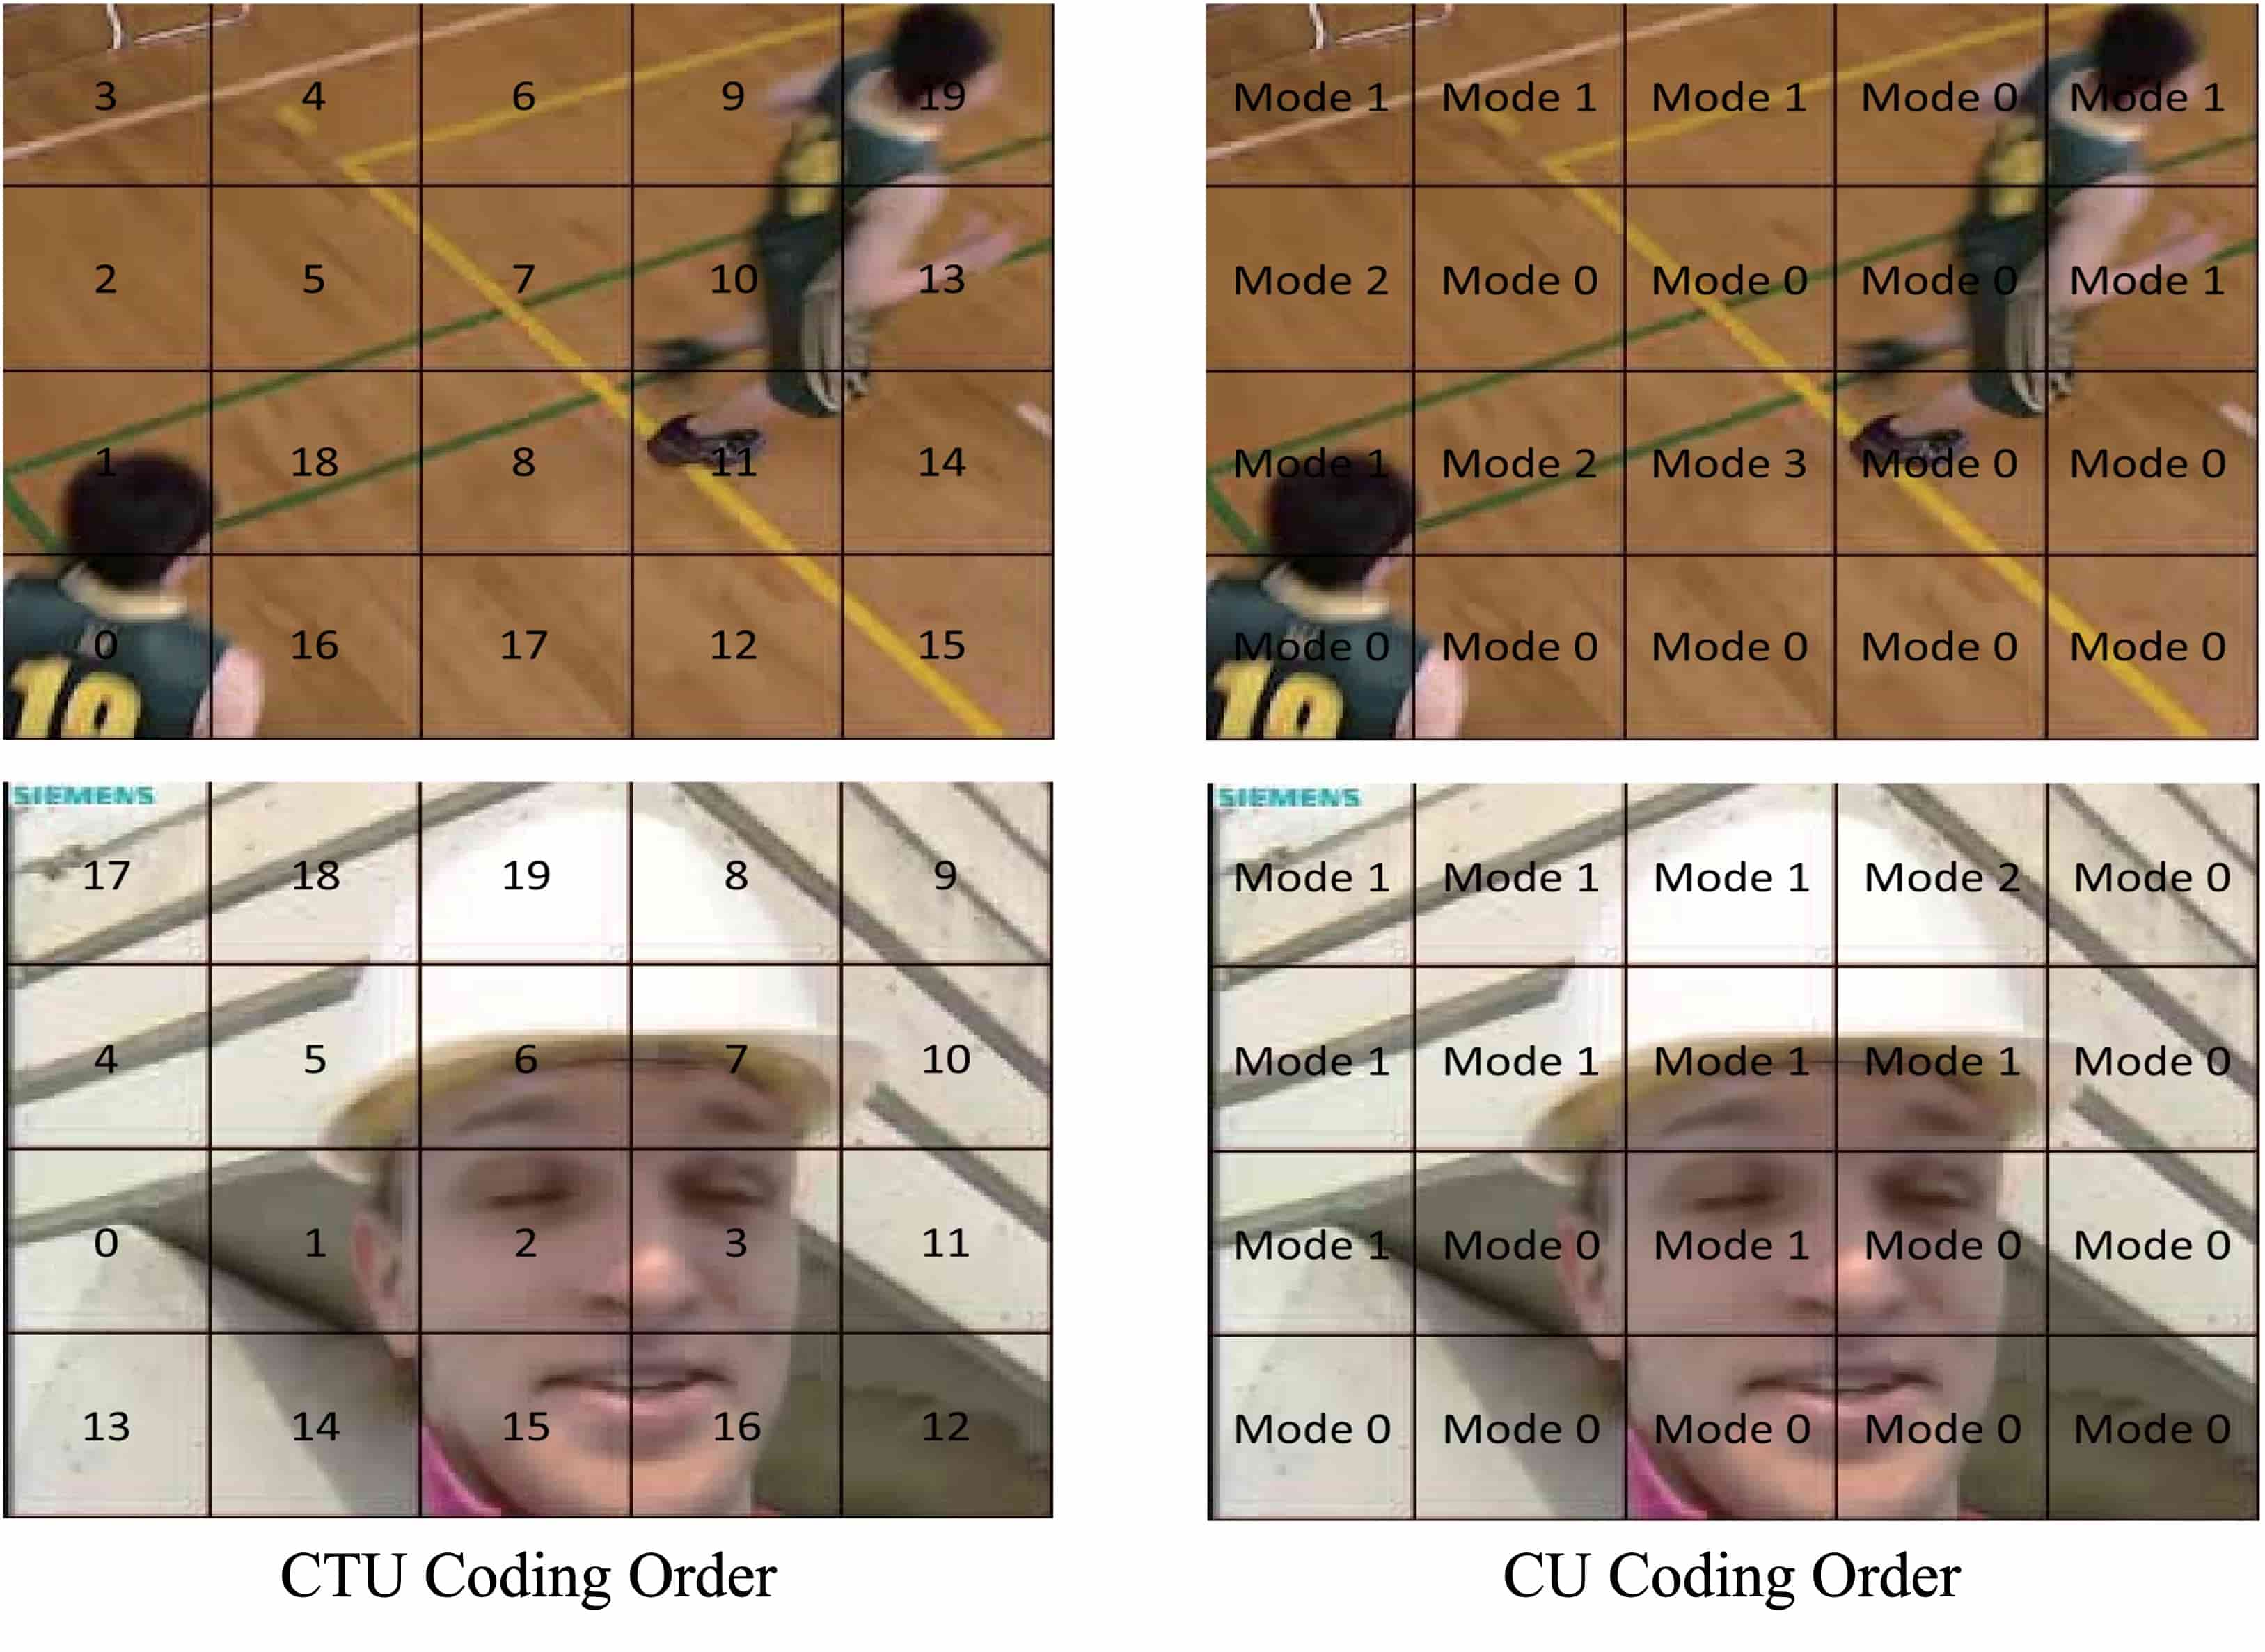 3 4 6 9 19
2 5 7 10 13
1 18 8 11 14
0 16 17 12 15
10
Mode 1 Mode 1 Mode 1 Mode 0 Mode 1
Mode 2 Mode 0 Mode 0 Mode 0 Mode 1
Mode 1 Mode 2 Mode 3 Mode 0 Mode 0
Mode 0 Mode 0 Mode 0 Mode 0 Mode 0
10
SIEMENS
17 18 19 8 9
4 5 6 7 10
0 1 2 3 11
13 14 15 16 12
SIEMENS
Mode 1 Mode 1 Mode 1 Mode 2 Mode 0
Mode 1 Mode 1 Mode 1 Mode 1 Mode 0
Mode 1 Mode 0 Mode 1 Mode 0 Mode 0
Mode 0 Mode 0 Mode 0 Mode 0 Mode 0
CTU Coding Order
CU Coding Order